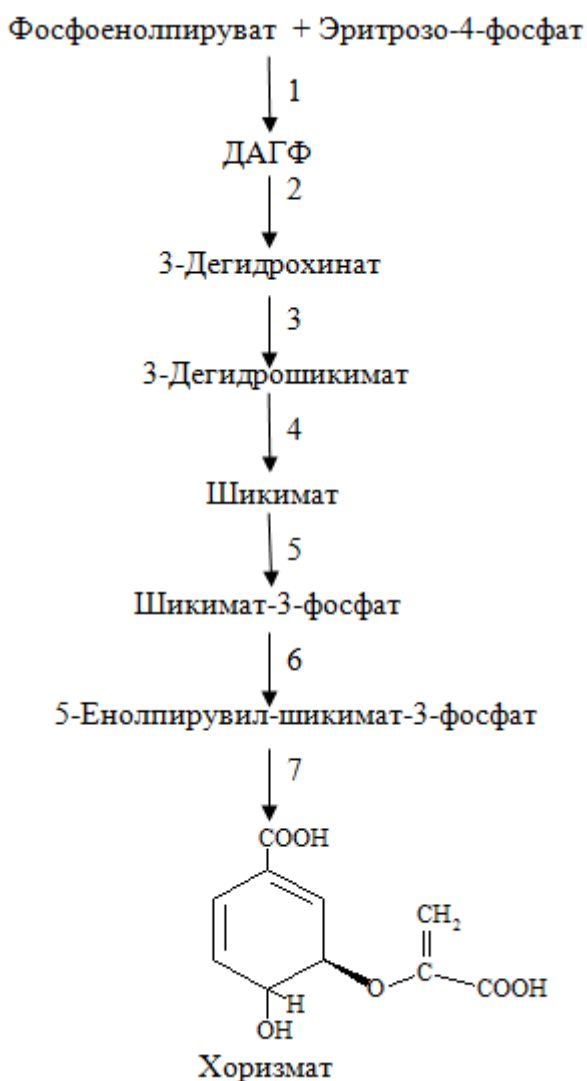 Фосфоенолпируват + Эритрозо-4-фосфат
1
ДАГФ
2
3-Дегидрохинат
3
3-Дегидрошикимат
4
Шикимат
5
Шикимат-3-фосфат
6
5-Енолпирувил-шикимат-3-фосфат
7
COOH
CH2
O
C
COOH
H
OH
Хоризмат